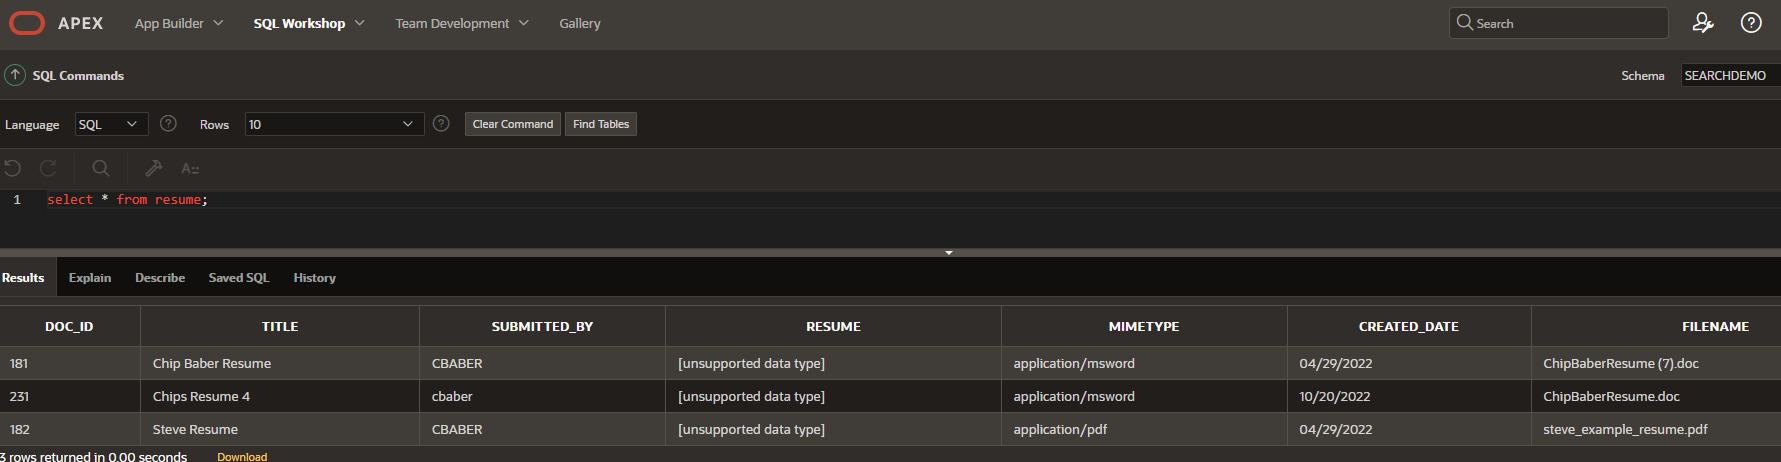 APEX App Builder SQL Workshop Team Development Gallery Search
SQL Commands Schema SEARCHDEMO
Language SQL Rows 10 Clear Command Find Tables
A
1 select * from resume;
Results Explain Describe Saved SQL History
DOC_ID TITLE SUBMITTED_BY RESUME MIMETYPE CREATED_DATE FILENAME
181 Chip Baber Resume CBABER [unsupported data type] application/msword 04/29/2022 ChipBaberResume (7).doc
231 Chips Resume 4 cbaber [unsupported data type] application/msword 10/20/2022 ChipBaberResume.doc
182 Steve Resume CBABER [unsupported data type] application/pdf 04/29/2022 steve_example_resume.pdf
3 rows returned in 0.00 seconds Download